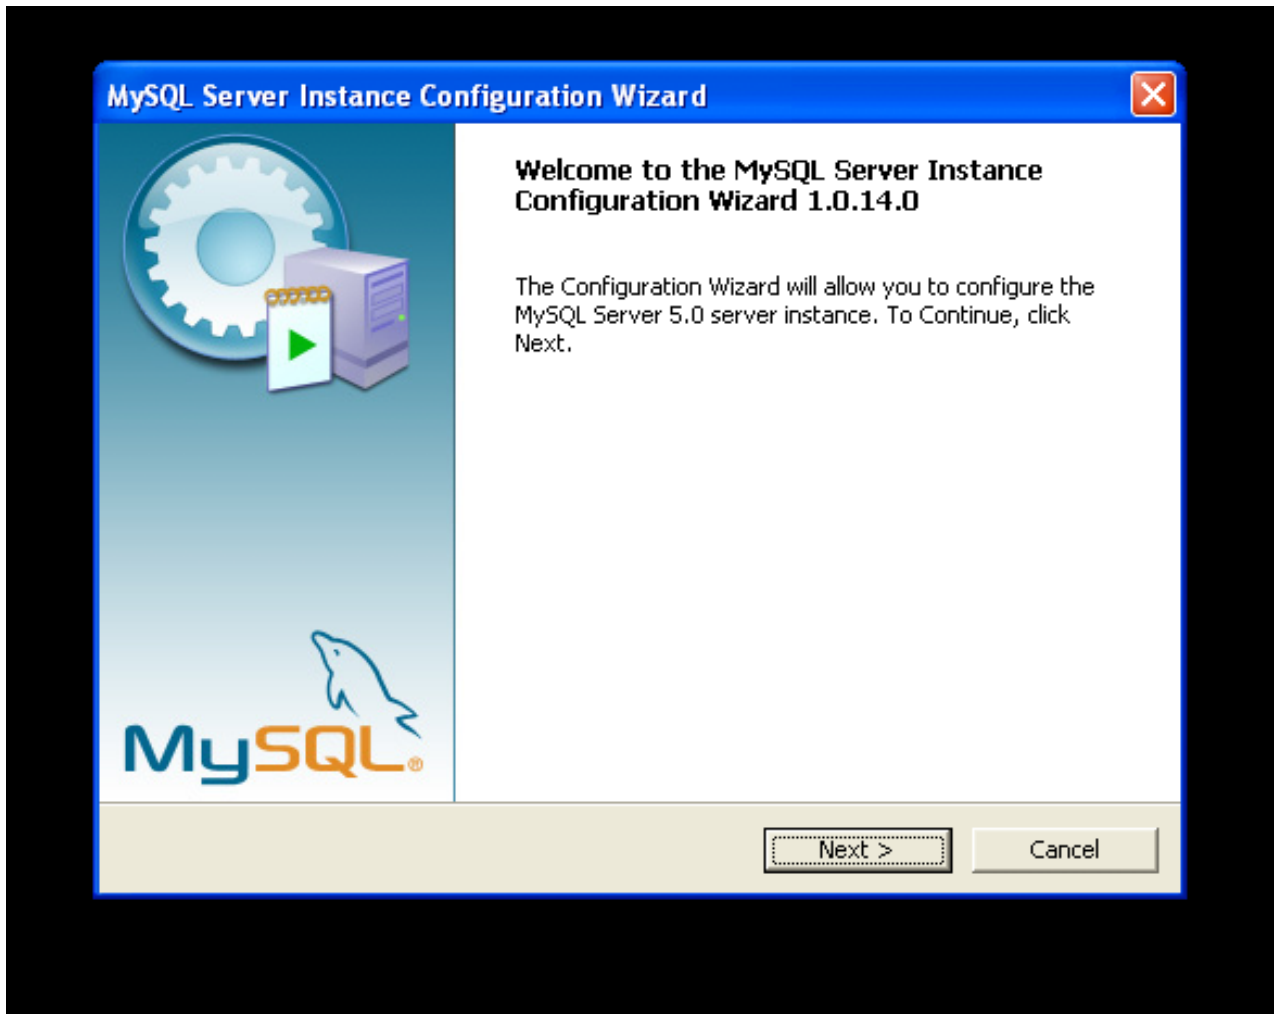 MySQL Server Instance Configuration Wizard
Welcome to the MySQL Server Instance
Configuration Wizard 1.0.14.0
The Configuration Wizard will allow you to configure the
MySQL Server 5.0 server instance. To Continue, click
Next.
MySQL®
Next >
Cancel